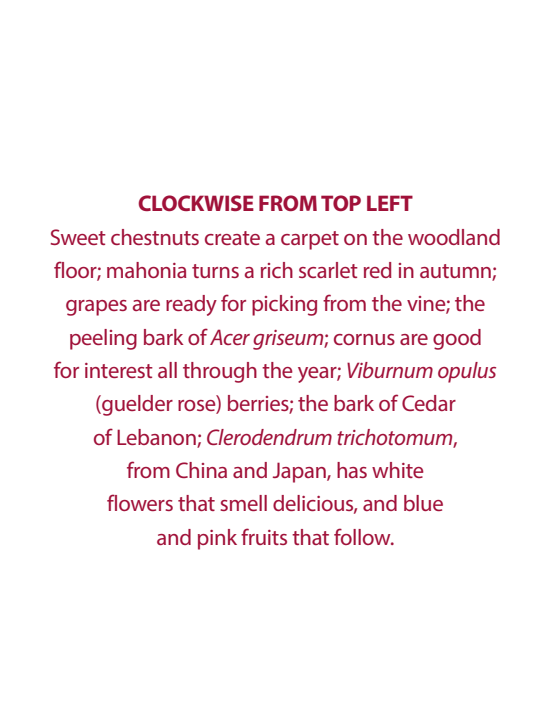 CLOCKWISE FROM TOP LEFT
Sweet chestnuts create a carpet on the woodland
floor; mahonia turns a rich scarlet red in autumn;
grapes are ready for picking from the vine; the
peeling bark of Acer griseum; cornus are good
for interest all through the year; Viburnum opulus
(guelder rose) berries; the bark of Cedar
of Lebanon; Clerodendrum trichotomum,
from China and Japan, has white
flowers that smell delicious, and blue
and pink fruits that follow.